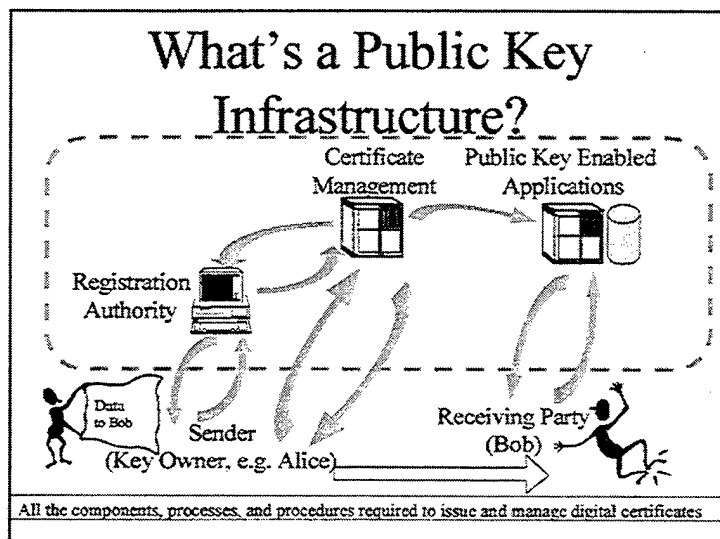 What's a Public Key
Infrastructure?
Certificate
Management
Public Key Enabled
Applications
Registration
Authority
Data
to Bob
Sender
(Key Owner, e.g. Alice)
Receiving Party
(Bob)
All the components, processes, and procedures required to issue and manage digital certificates